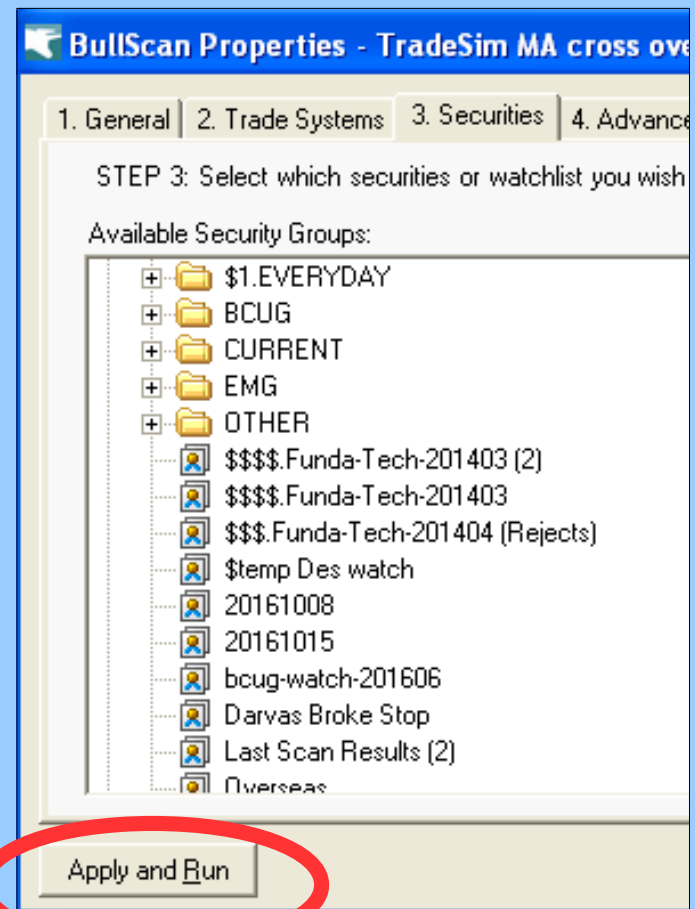 BullScan Properties - TradeSim MA cross ove
1. General 2. Trade Systems 3. Securities 4. Advance
STEP 3: Select which securities or watchlist you wish
Available Security Groups:
$1.EVERYDAY
BCUG
CURRENT
EMG
OTHER
$$$$.Funda-Tech-201403 (2)
$$$$.Funda-Tech-201403
$$$.Funda-Tech-201404 (Rejects)
$temp Des watch
20161008
20161015
bcug-watch-201606
Darvas Broke Stop
Last Scan Results (2)
Overseas
Apply and Run